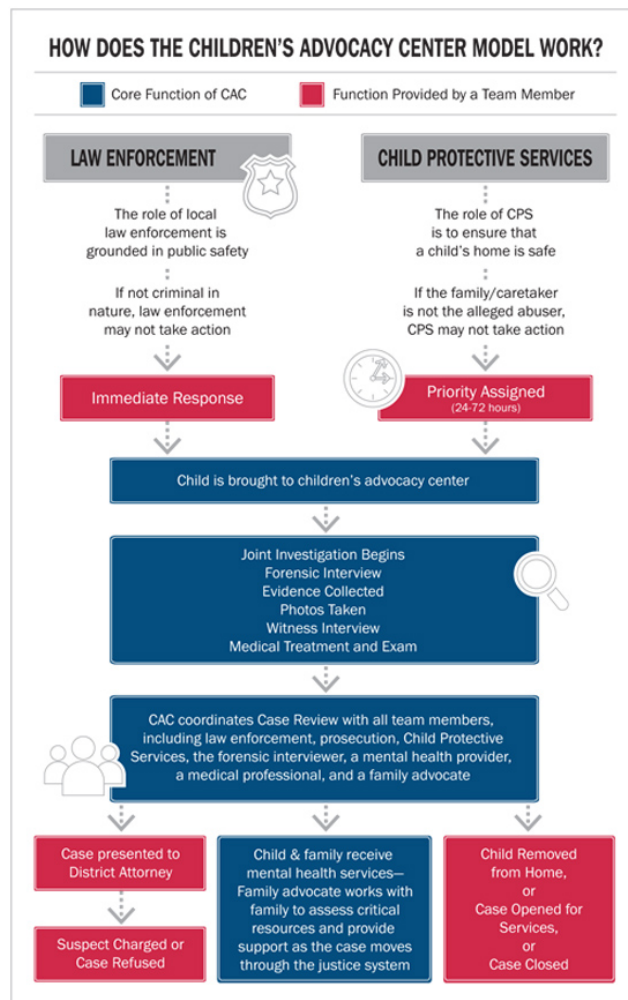 HOW DOES THE CHILDREN'S ADVOCACY CENTER MODEL WORK?
Core Function of CAC
Function Provided by a Team Member
LAW ENFORCEMENT
The role of local
law enforcement is
grounded in public safety
If not criminal in
nature, law enforcement
may not take action
Immediate Response
CHILD PROTECTIVE SERVICES
The role of CPS
is to ensure that
a child's home is safe
If the family/caretaker
is not the alleged abuser,
CPS may not take action
Priority Assigned
(24-72 hours)
Child is brought to children's advocacy center
Joint Investigation Begins
Forensic Interview
Evidence Collected
Photos Taken
Witness Interview
Medical Treatment and Exam
CAC coordinates Case Review with all team members,
including law enforcement, prosecution, Child Protective
Services, the forensic interviewer, a mental health provider,
a medical professional, and a family advocate
Case presented to
District Attorney
Suspect Charged or
Case Refused
Child & family receive
mental health services—
Family advocate works with
family to assess critical
resources and provide
support as the case moves
through the justice system
Child Removed
from Home,
or
Case Opened for
Services,
or
Case Closed